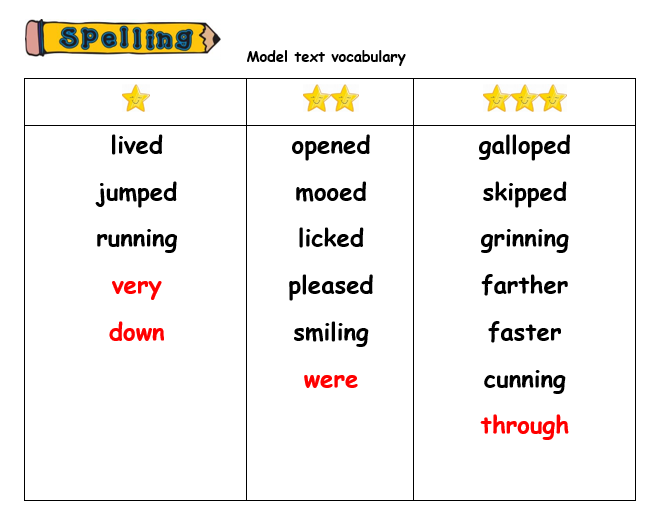 Spelling
Model text vocabulary
lived opened galloped
jumped mooed skipped
running licked grinning
very pleased farther
down smiling faster
were cunning
through